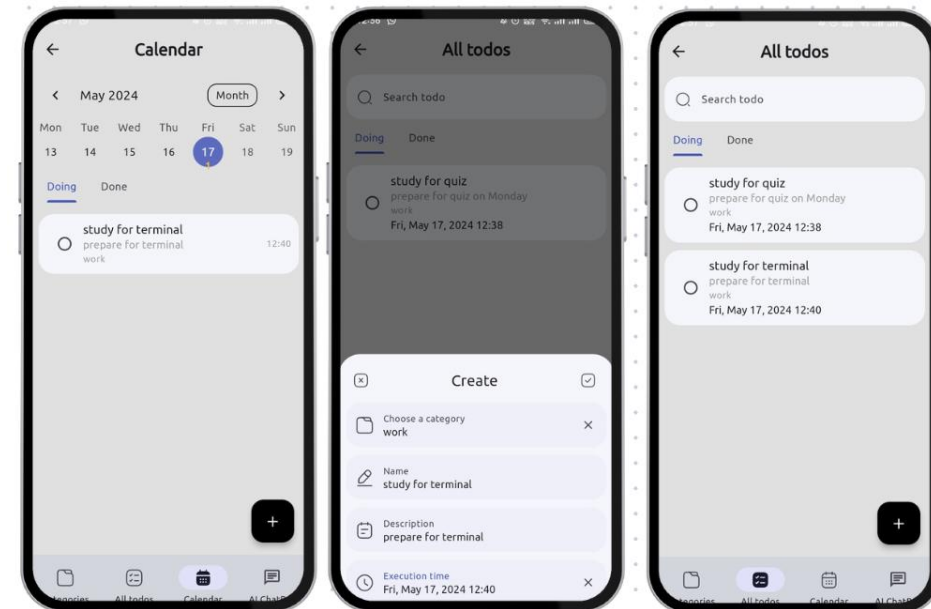 Calendar
May 2024
Month
Mon Tue Wed Thu Fri Sat Sun
13 14 15 16 17 18 19
Doing Done
study for terminal
prepare for terminal 12:40
work
All todos
Calendar
All todos
Search todo
Doing Done
study for quiz
prepare for quiz on Monday
work
Fri, May 17, 2024 12:38
Create
Choose a category
work
Name
study for terminal
Description
prepare for terminal
Execution time
Fri, May 17, 2024 12:40
All todos
Search todo
Doing Done
study for quiz
prepare for quiz on Monday
work
Fri, May 17, 2024 12:38
study for terminal
prepare for terminal
work
Fri, May 17, 2024 12:40
All todos
Calendar